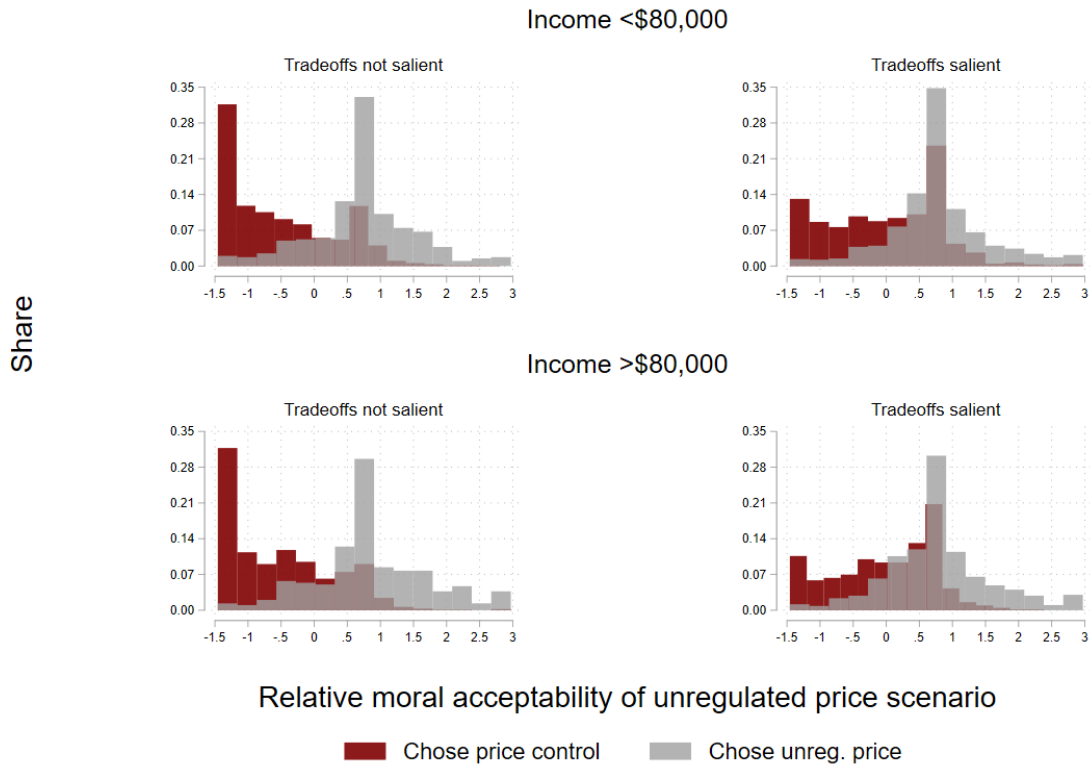 Income <$80,000
Tradeoffs not salient
0.35
0.28
0.21
0.14
0.07
0.00
-1.5 -1 -.5 0 .5 1 1.5 2 2.5 3
Tradeoffs salient
0.35
0.28
0.21
0.14
0.07
0.00
-1.5 -1 -.5 0 .5 1 1.5 2 2.5 3
Share
Income >$80,000
Tradeoffs not salient
0.35
0.28
0.21
0.14
0.07
0.00
-1.5 -1 -.5 0 .5 1 1.5 2 2.5 3
Tradeoffs salient
0.35
0.28
0.21
0.14
0.07
0.00
-1.5 -1 -.5 0 .5 1 1.5 2 2.5 3
Relative moral acceptability of unregulated price scenario
Chose price control Chose unreg. price